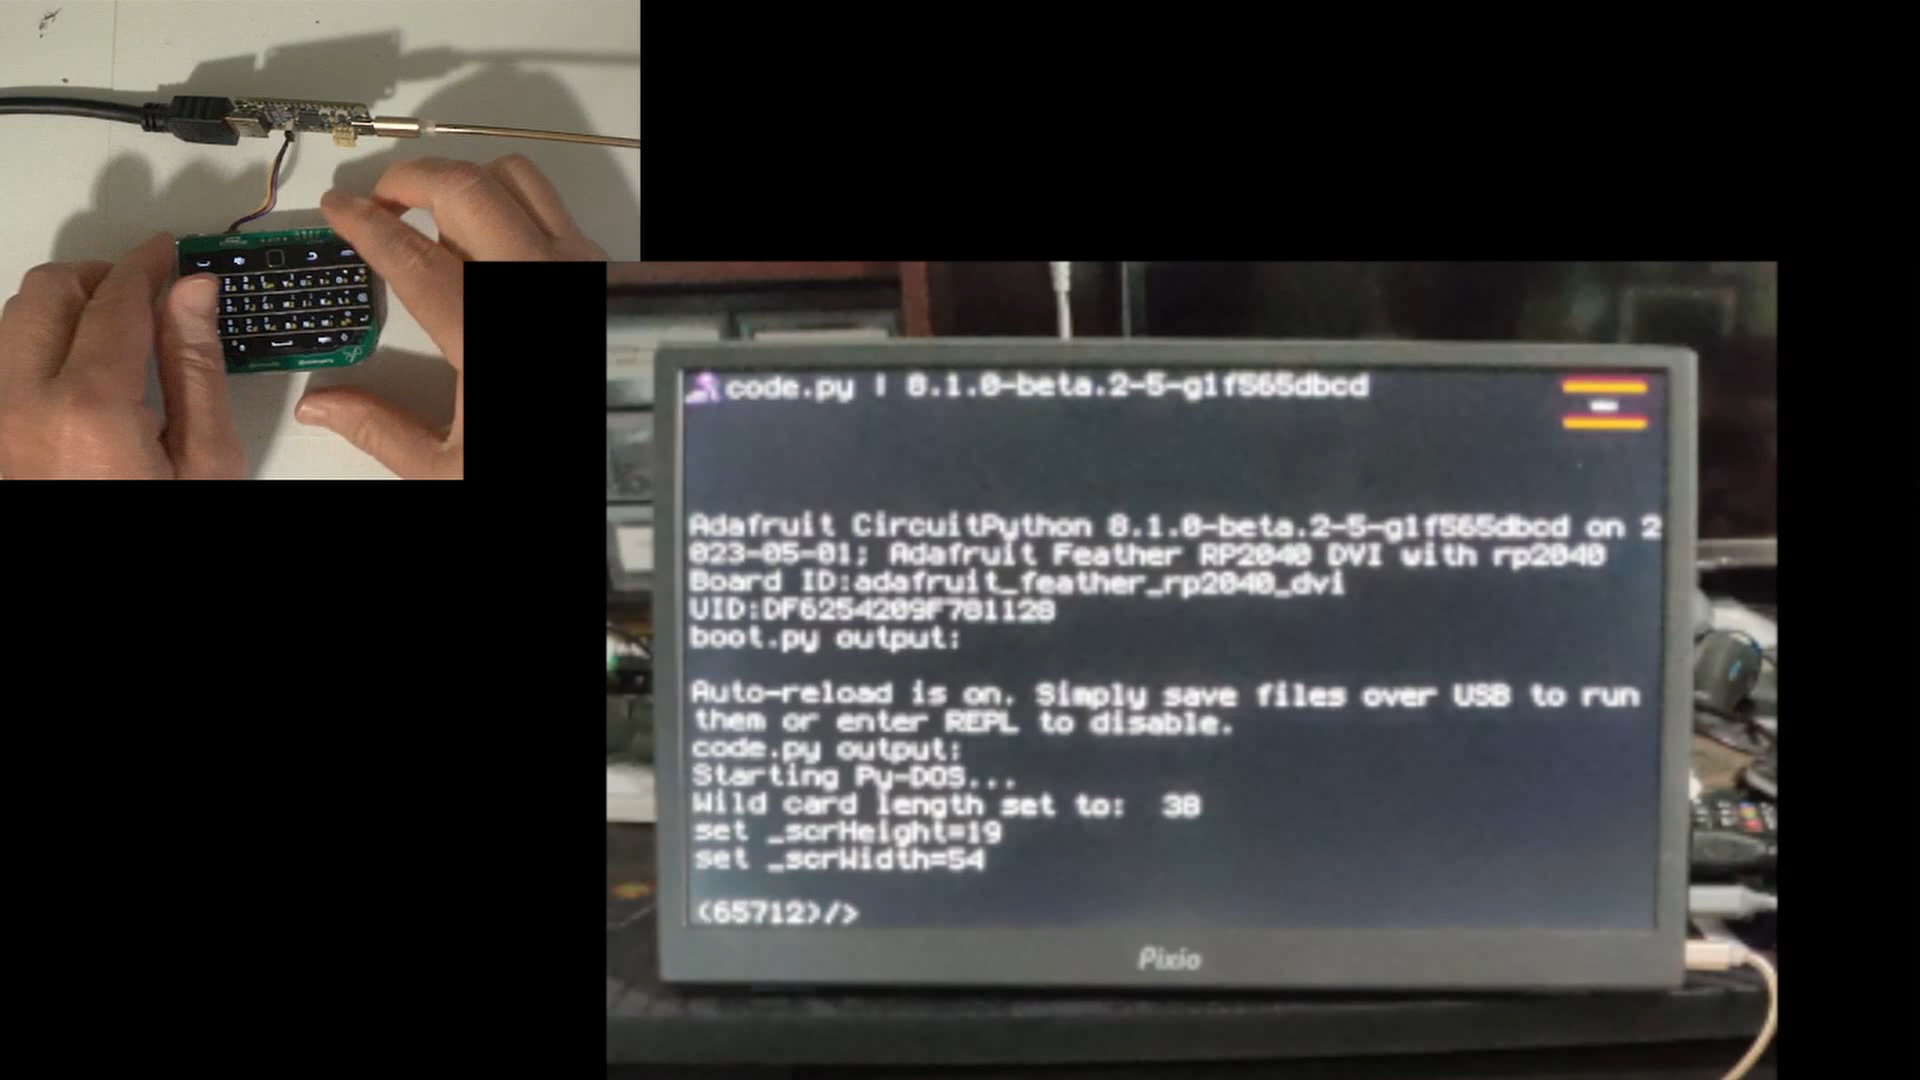 code.py | 8.1.0-beta.2-5-g1f565dbcd
Adafruit CircuitPython 8.1.0-beta.2-5-g1f565dbcd on 2
023-05-01; Adafruit Feather RP2040 DVI with rp2040
Board ID:adafruit_feather_rp2040_dvi
UID:DF6254209F781128
boot.py output:
Auto-reload is on. Simply save files over USB to run
them or enter REPL to disable.
code.py output:
Starting Py-DOS...
Wild card length set to:  38
set _scrHeight=19
set _scrWidth=54
(65712)/>
Pixio